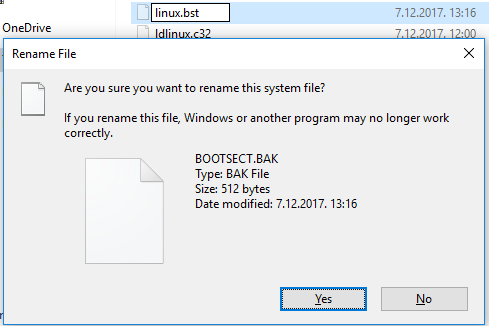 linux.bst 7.12.2017. 13:16
OneDrive
ldlinux.c32 7.12.2017. 12:00
Rename File
Are you sure you want to rename this system file?
If you rename this file, Windows or another program may no longer work
correctly.
BOOTSECT.BAK
Type: BAK File
Size: 512 bytes
Date modified: 7.12.2017. 13:16
Yes No